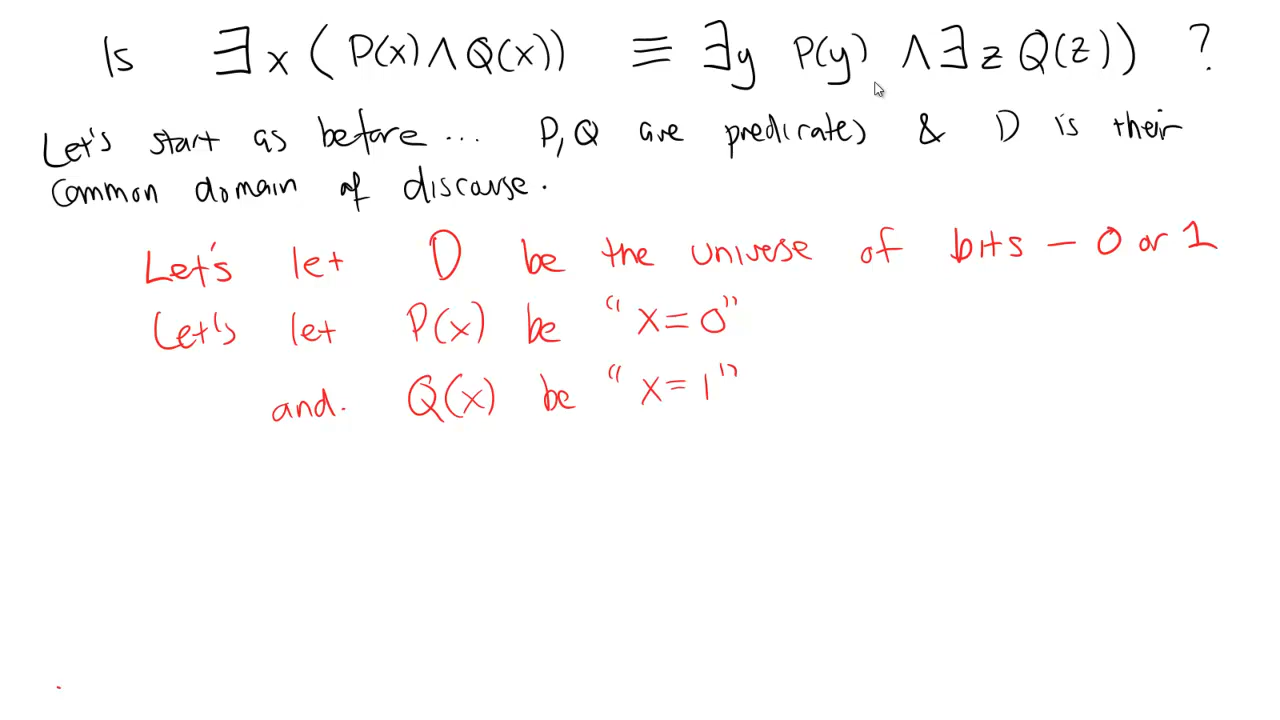 Is ∃x (P(x)∧Q(x)) ≡ ∃y P(y) ∧∃z Q(z)) ?
Let's start as before ... P,Q are predicates & D is their
common domain of discourse.
Let's let D be the universe of bits – 0 or 1
Let's let P(x) be "x=0"
and. Q(x) be "x=1"